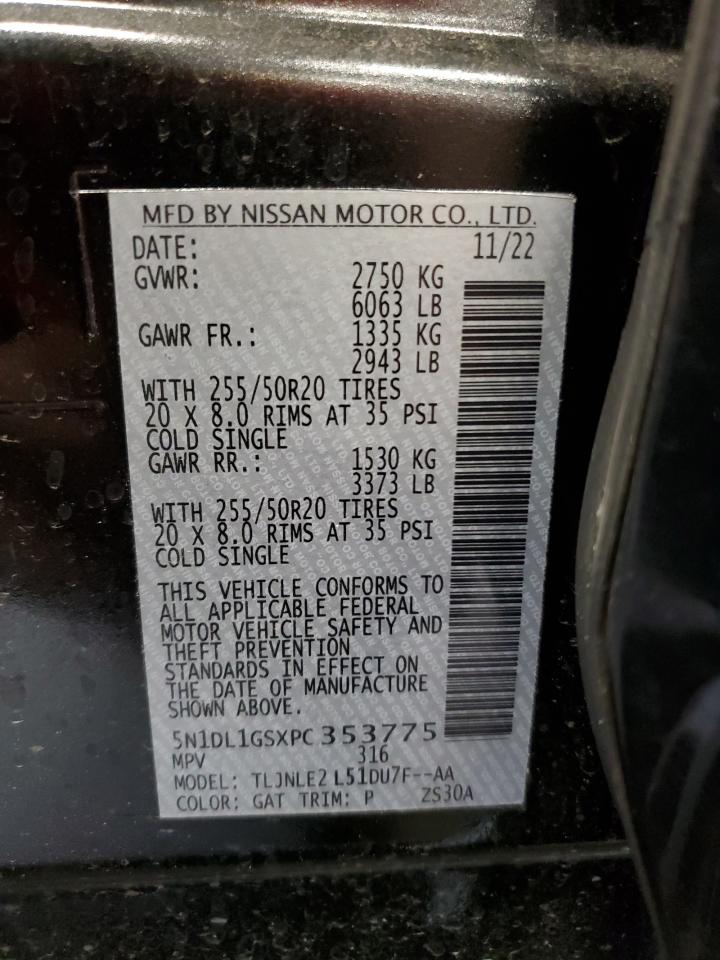 MFD BY NISSAN MOTOR CO., LTD.
DATE: 11/22
GVWR: 2750 KG
6063 LB
GAWR FR.: 1335 KG
2943 LB
WITH 255/50R20 TIRES
20 X 8.0 RIMS AT 35 PSI
COLD SINGLE
GAWR RR.: 1530 KG
3373 LB
WITH 255/50R20 TIRES
20 X 8.0 RIMS AT 35 PSI
COLD SINGLE
THIS VEHICLE CONFORMS TO
ALL APPLICABLE FEDERAL
MOTOR VEHICLE SAFETY AND
THEFT PREVENTION
STANDARDS IN EFFECT ON
THE DATE OF MANUFACTURE
SHOWN ABOVE.
5N1DL1GSXPC 353775
MPV 316
MODEL: TLJNLE2 L51DU7F--AA
COLOR: GAT TRIM: P ZS30A